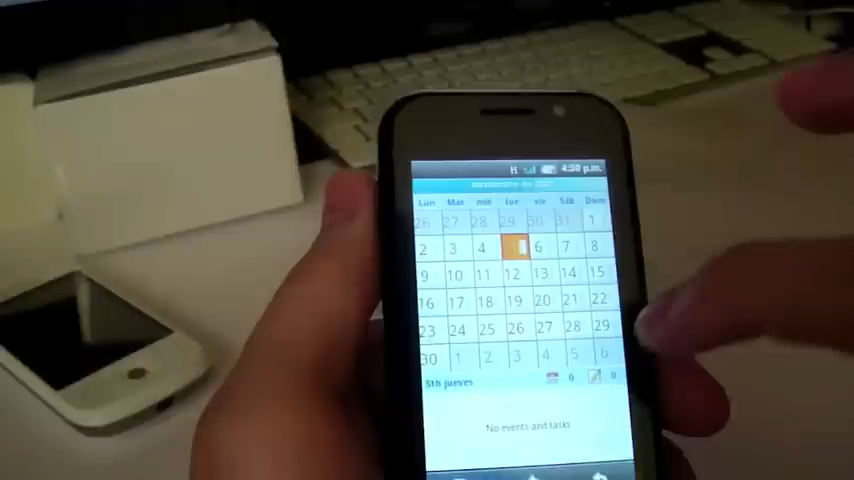 H 4:30 p.m.
Lun Mar mié jue vie Sáb Dom
26 27 28 29 30 31 1
2 3 4 6 7 8
9 10 11 12 13 14 15
16 17 18 19 20 21 22
23 24 25 26 27 28 29
30 1 2 3 4 5 6
5th jueves 0 0
No events and tasks